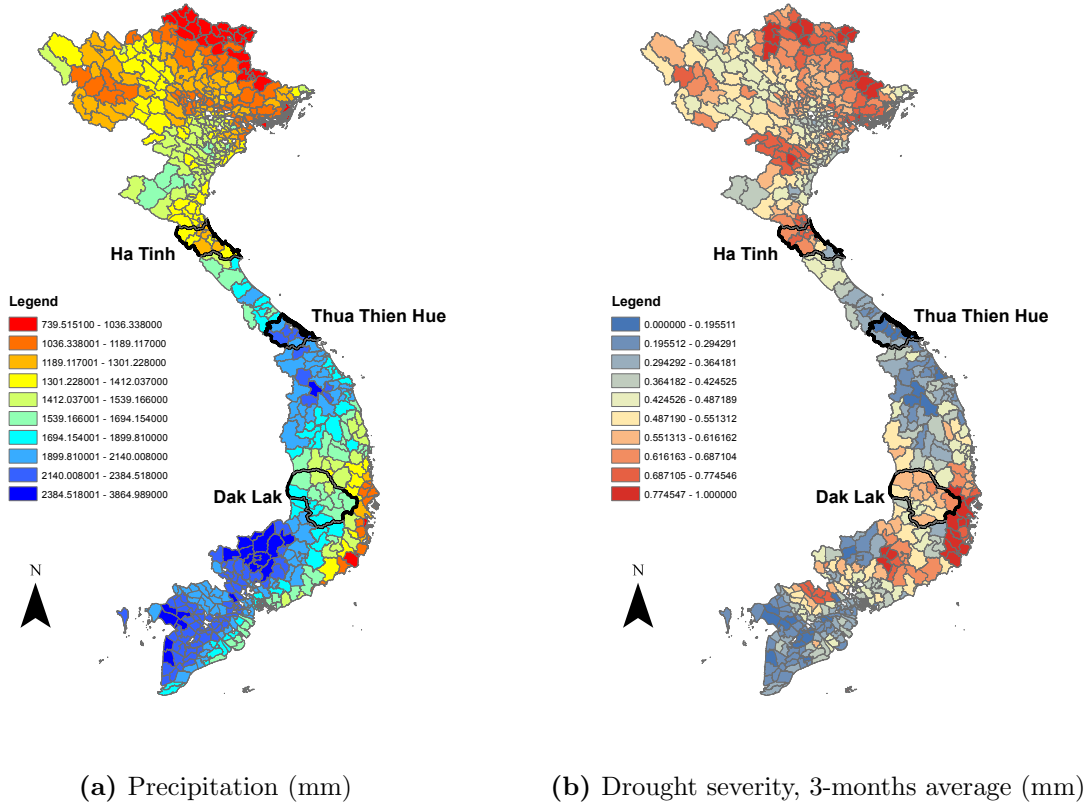 Ha Tinh
Thua Thien Hue
Dak Lak
Legend
739.515100 - 1036.338000
1036.338001 - 1189.117000
1189.117001 - 1301.228000
1301.228001 - 1412.037000
1412.037001 - 1539.166000
1539.166001 - 1694.154000
1694.154001 - 1899.810000
1899.810001 - 2140.008000
2140.008001 - 2384.518000
2384.518001 - 3864.989000
N
(a) Precipitation (mm)
Ha Tinh
Thua Thien Hue
Dak Lak
Legend
0.000000 - 0.195511
0.195512 - 0.294291
0.294292 - 0.364181
0.364182 - 0.424525
0.424526 - 0.487189
0.487190 - 0.551312
0.551313 - 0.616162
0.616163 - 0.687104
0.687105 - 0.774546
0.774547 - 1.000000
N
(b) Drought severity, 3-months average (mm)